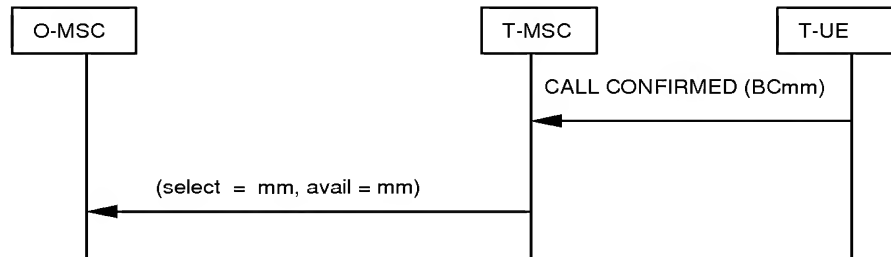 O-MSC
T-MSC
T-UE
CALL CONFIRMED (BCmm)
(select = mm, avail = mm)